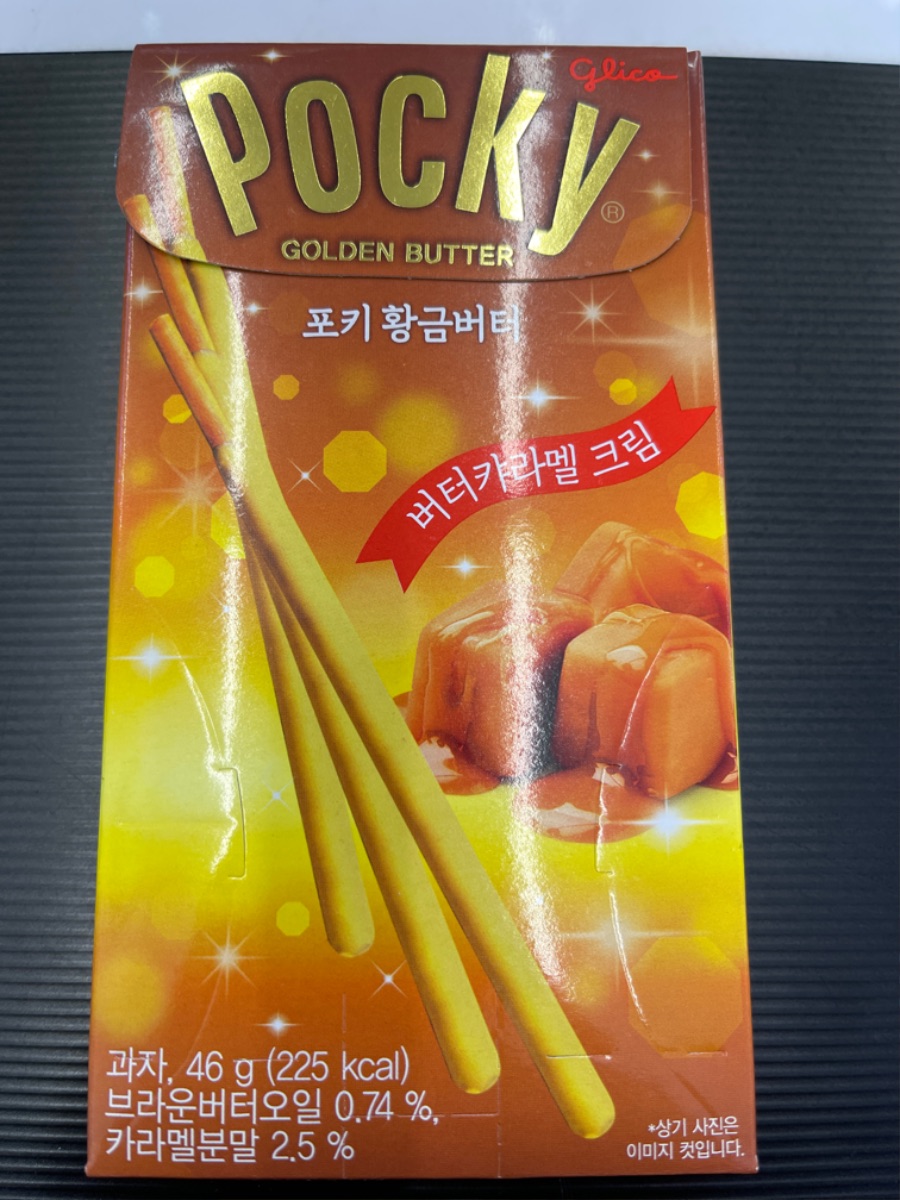 Glico
Pocky®
GOLDEN BUTTER
포키 황금버터
버터캬라멜 크림
과자, 46 g (225 kcal)
브라운버터오일 0.74 %,
카라멜분말 2.5 %
*상기 사진은
이미지 컷입니다.